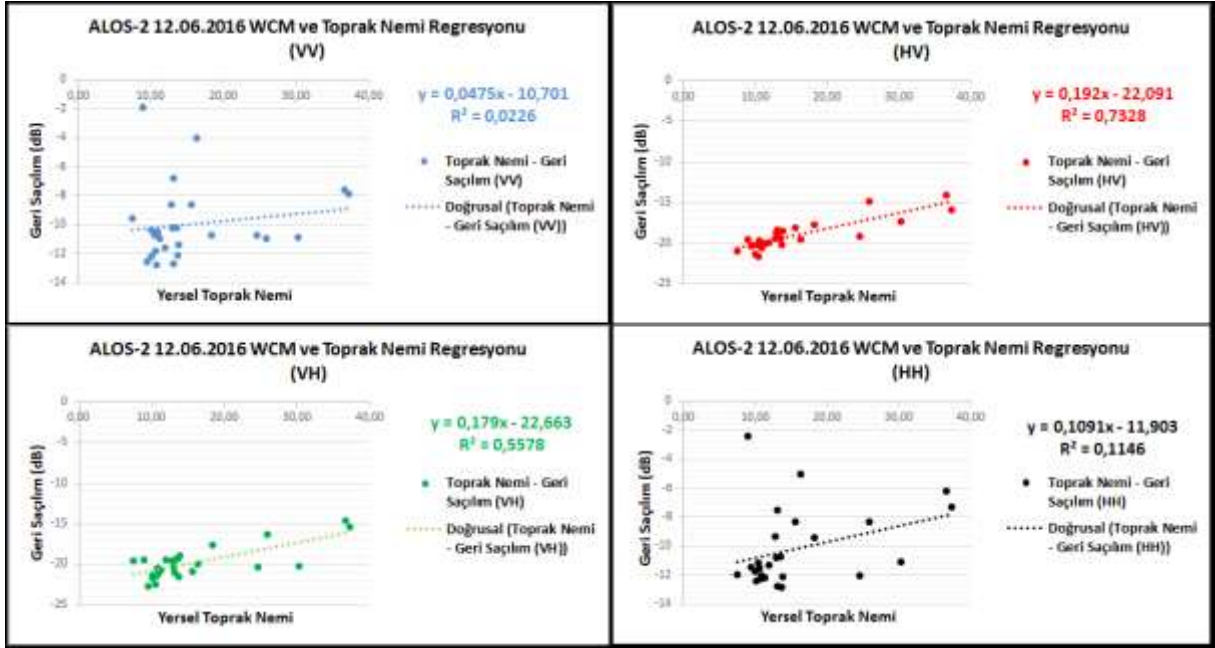 ALOS-2 12.06.2016 WCM ve Toprak Nemi Regresyonu
(VV)
0
0,00 10,00 20,00 30,00 40,00
-2
-4
-6
-8
-10
-12
-14
Geri Saçılım (dB)
Yersel Toprak Nemi
y = 0,0475x - 10,701
R² = 0,0226
Toprak Nemi - Geri
Saçılım (VV)
Doğrusal (Toprak Nemi
- Geri Saçılım (VV))
ALOS-2 12.06.2016 WCM ve Toprak Nemi Regresyonu
(HV)
0
0,00 10,00 20,00 30,00 40,00
-5
-10
-15
-20
-25
Geri Saçılım (dB)
Yersel Toprak Nemi
y = 0,192x - 22,091
R² = 0,7328
Toprak Nemi - Geri
Saçılım (HV)
Doğrusal (Toprak Nemi
- Geri Saçılım (HV))
ALOS-2 12.06.2016 WCM ve Toprak Nemi Regresyonu
(VH)
0
0,00 10,00 20,00 30,00 40,00
-5
-10
-15
-20
-25
Geri Saçılım (dB)
Yersel Toprak Nemi
y = 0,179x - 22,663
R² = 0,5578
Toprak Nemi - Geri
Saçılım (VH)
Doğrusal (Toprak Nemi
- Geri Saçılım (VH))
ALOS-2 12.06.2016 WCM ve Toprak Nemi Regresyonu
(HH)
0
0,00 10,00 20,00 30,00 40,00
-2
-4
-6
-8
-10
-12
-14
Geri Saçılım (dB)
Yersel Toprak Nemi
y = 0,1091x - 11,903
R² = 0,1146
Toprak Nemi - Geri
Saçılım (HH)
Doğrusal (Toprak Nemi
- Geri Saçılım (HH))